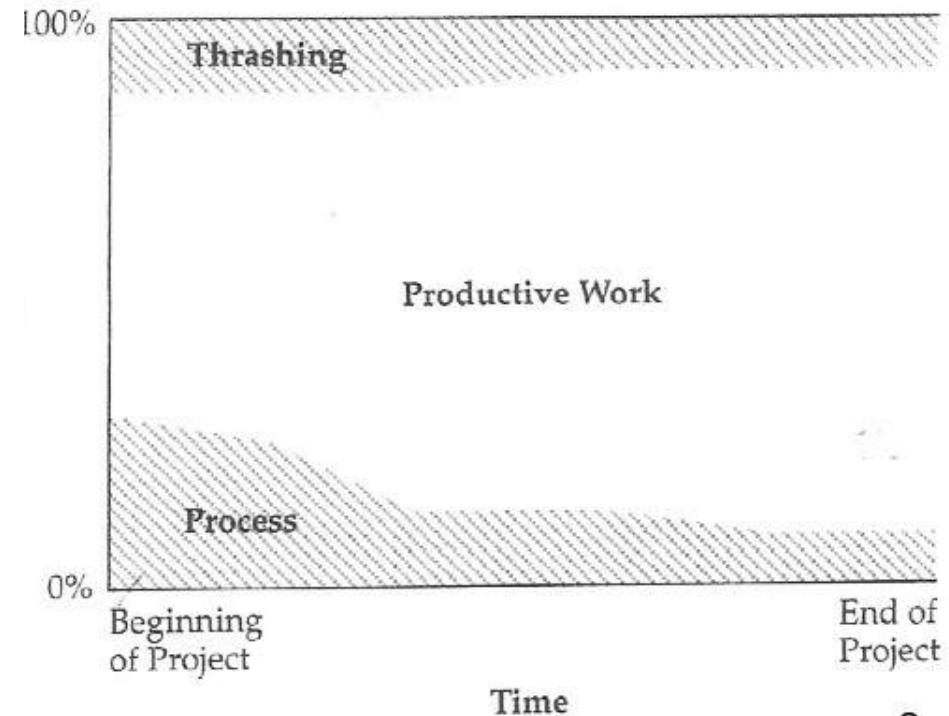 100%
Thrashing
Productive Work
Process
0%
Beginning
of Project
End of
Project
Time